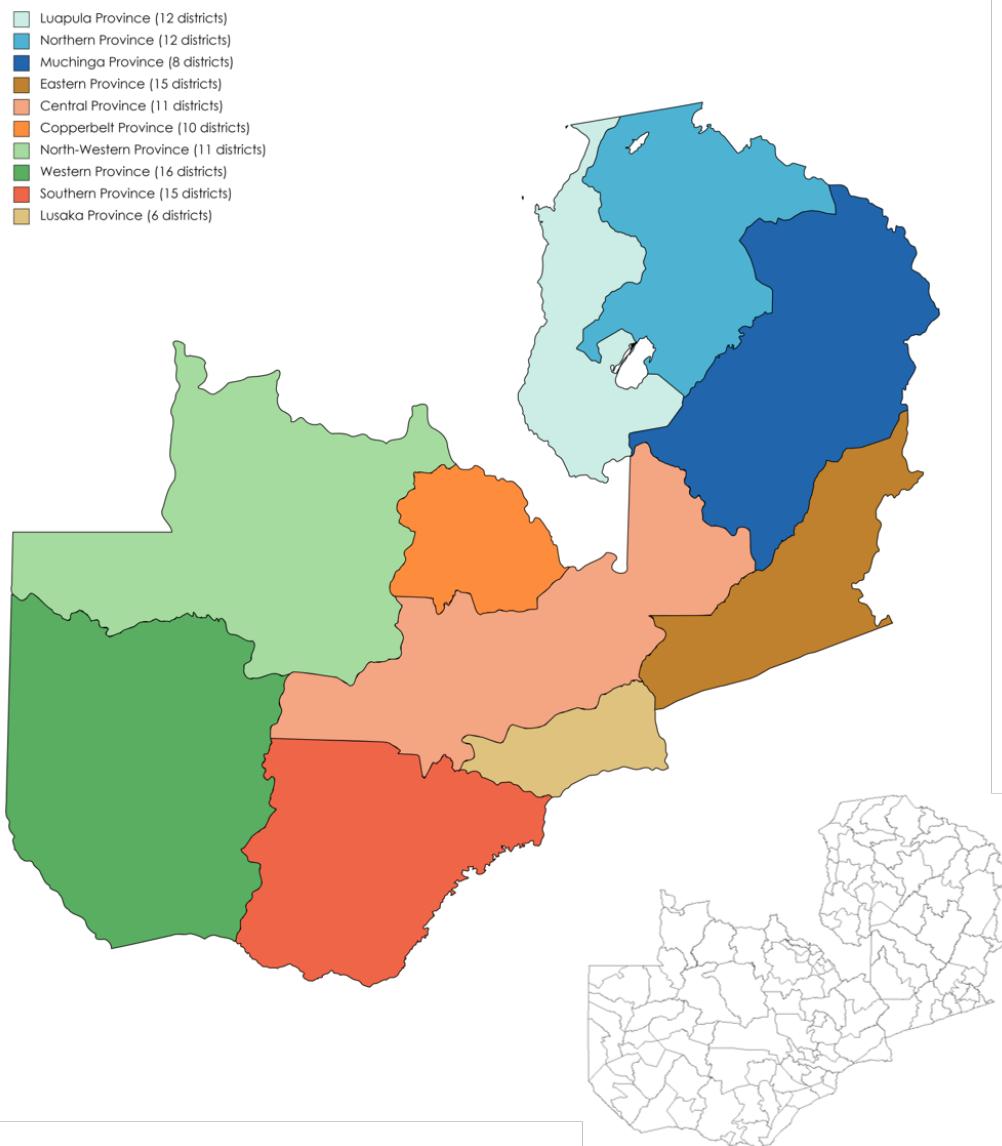 Luapula Province (12 districts)
Northern Province (12 districts)
Muchinga Province (8 districts)
Eastern Province (15 districts)
Central Province (11 districts)
Copperbelt Province (10 districts)
North-Western Province (11 districts)
Western Province (16 districts)
Southern Province (15 districts)
Lusaka Province (6 districts)